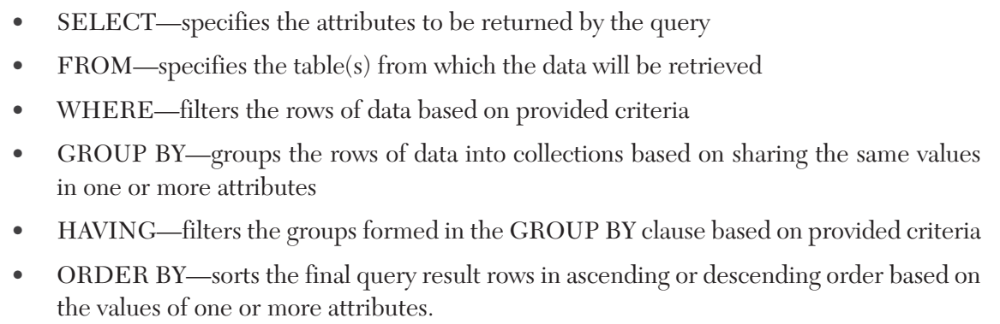 • SELECT—specifies the attributes to be returned by the query
• FROM—specifies the table(s) from which the data will be retrieved
• WHERE—filters the rows of data based on provided criteria
• GROUP BY—groups the rows of data into collections based on sharing the same values
in one or more attributes
• HAVING—filters the groups formed in the GROUP BY clause based on provided criteria
• ORDER BY—sorts the final query result rows in ascending or descending order based on
the values of one or more attributes.